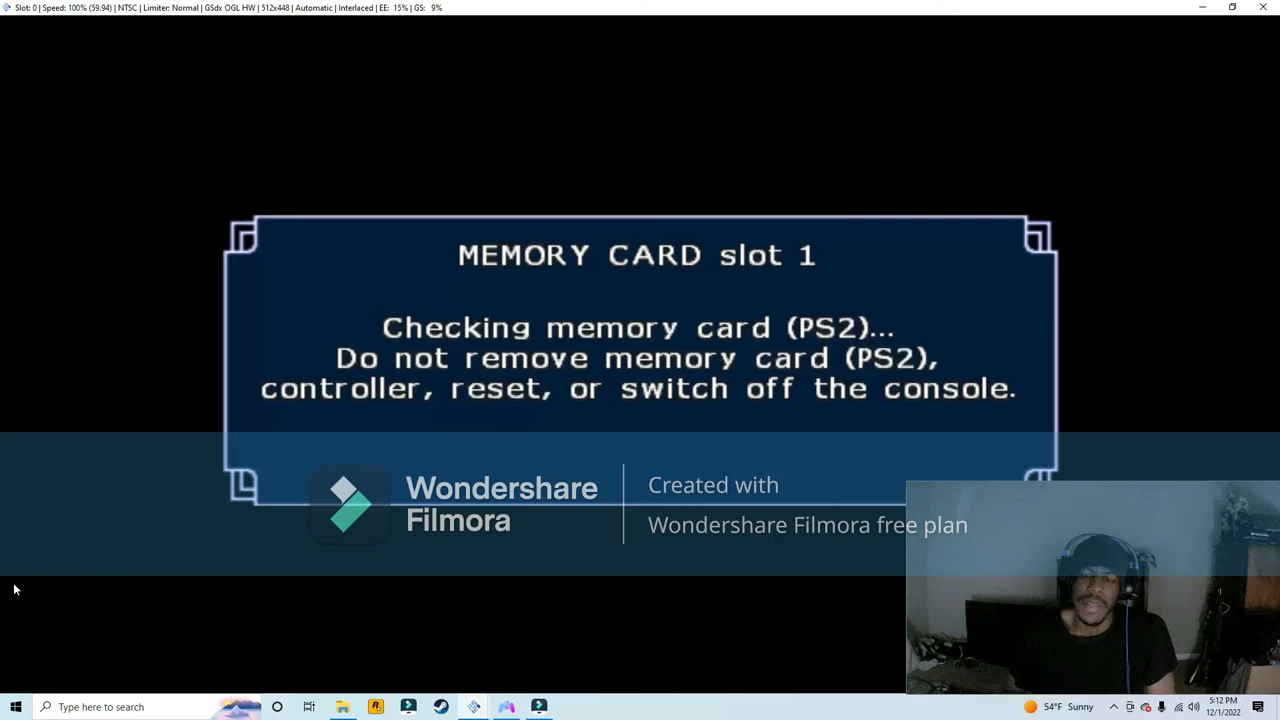 Slot: 0 | Speed: 100% (59.94) | NTSC | Limiter: Normal | GSdx OGL HW | 512x448 | Automatic | Interlaced | EE: 15% | GS: 9%
MEMORY CARD slot 1
Checking memory card (PS2)...
Do not remove memory card (PS2),
controller, reset, or switch off the console.
Wondershare
Filmora
Created with
Wondershare Filmora free plan
Type here to search
54°F Sunny
5:12 PM
12/1/2022